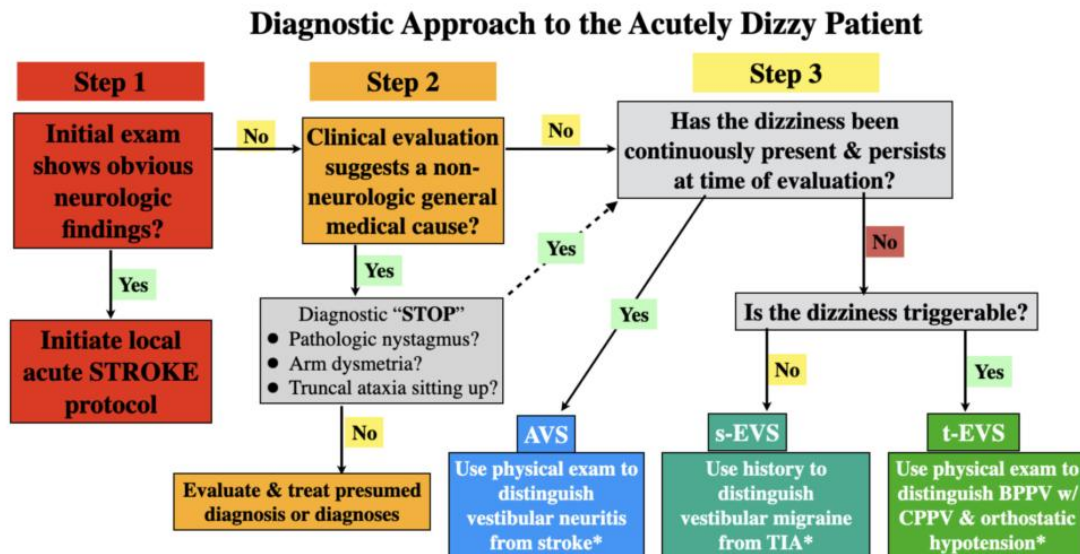 Diagnostic Approach to the Acutely Dizzy Patient
Step 1
Initial exam
shows obvious
neurologic
findings?
No
Yes
Initiate local
acute STROKE
protocol
Step 2
Clinical evaluation
suggests a non-
neurologic general
medical cause?
No
Yes
Diagnostic “STOP”
● Pathologic nystagmus?
● Arm dysmetria?
● Truncal ataxia sitting up?
Yes
No
Evaluate & treat presumed
diagnosis or diagnoses
Step 3
Has the dizziness been
continuously present & persists
at time of evaluation?
Yes
No
Is the dizziness triggerable?
No
Yes
AVS
Use physical exam to
distinguish
vestibular neuritis
from stroke*
s-EVS
Use history to
distinguish
vestibular migraine
from TIA*
t-EVS
Use physical exam to
distinguish BPPV w/
CPPV & orthostatic
hypotension*